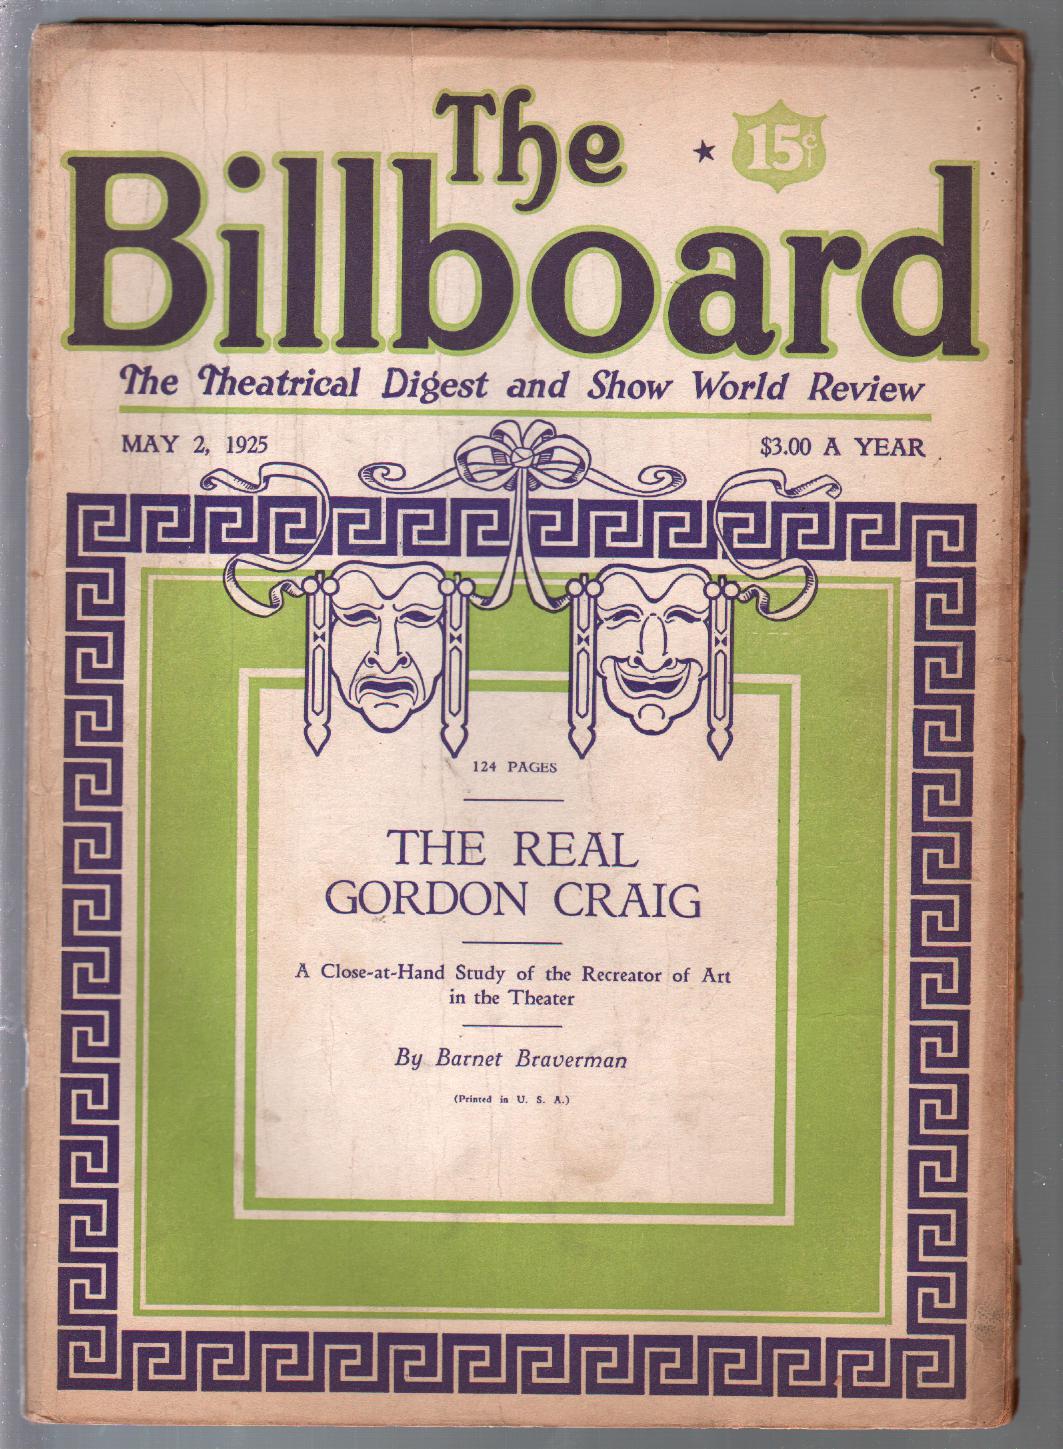 The
15¢
Billboard
The Theatrical Digest and Show World Review
MAY 2, 1925
$3.00 A YEAR
124 PAGES
THE REAL
GORDON CRAIG
A Close-at-Hand Study of the Recreator of Art
in the Theater
By Barnet Braverman
(Printed in U. S. A.)